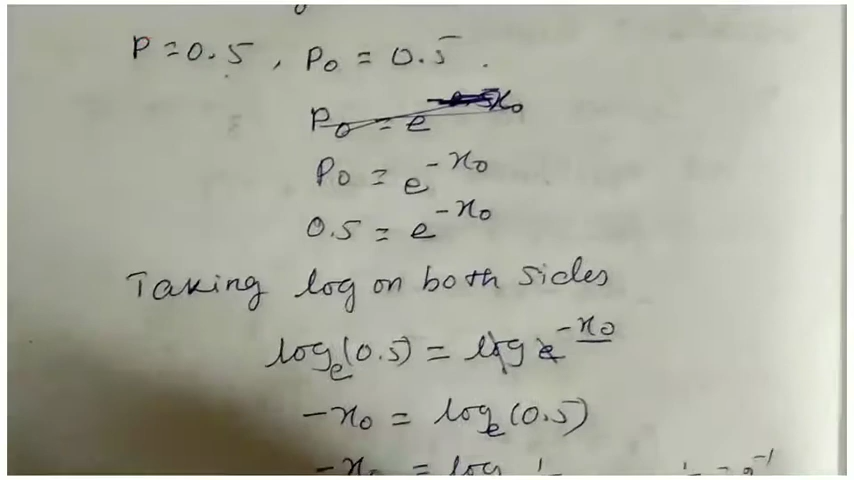 P = 0.5 , P₀ = 0.5 .
P₀ = e⁻ˣ⁰
0.5 = e⁻ˣ⁰
Taking log on both sides
logₑ(0.5) = log e⁻ˣ⁰
-x₀ = logₑ(0.5)
-x₀ = log